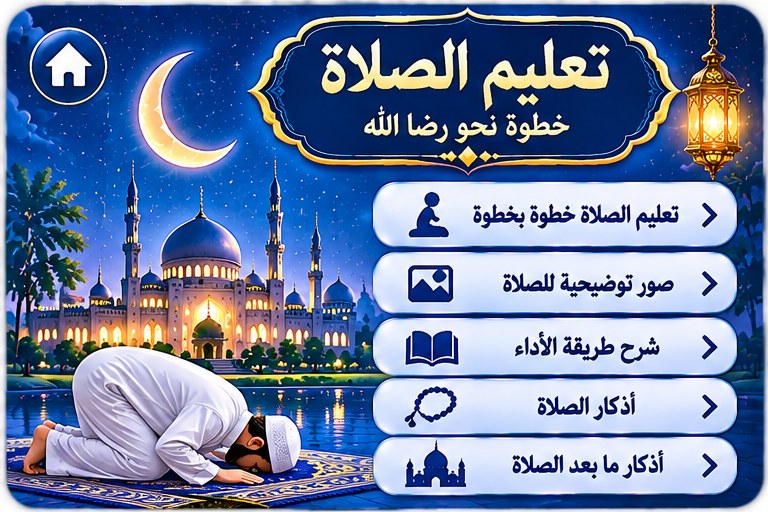 تعليم الصلاة
خطوة نحو رضا الله
تعليم الصلاة خطوة بخطوة
صور توضيحية للصلاة
شرح طريقة الأداء
أذكار الصلاة
أذكار ما بعد الصلاة